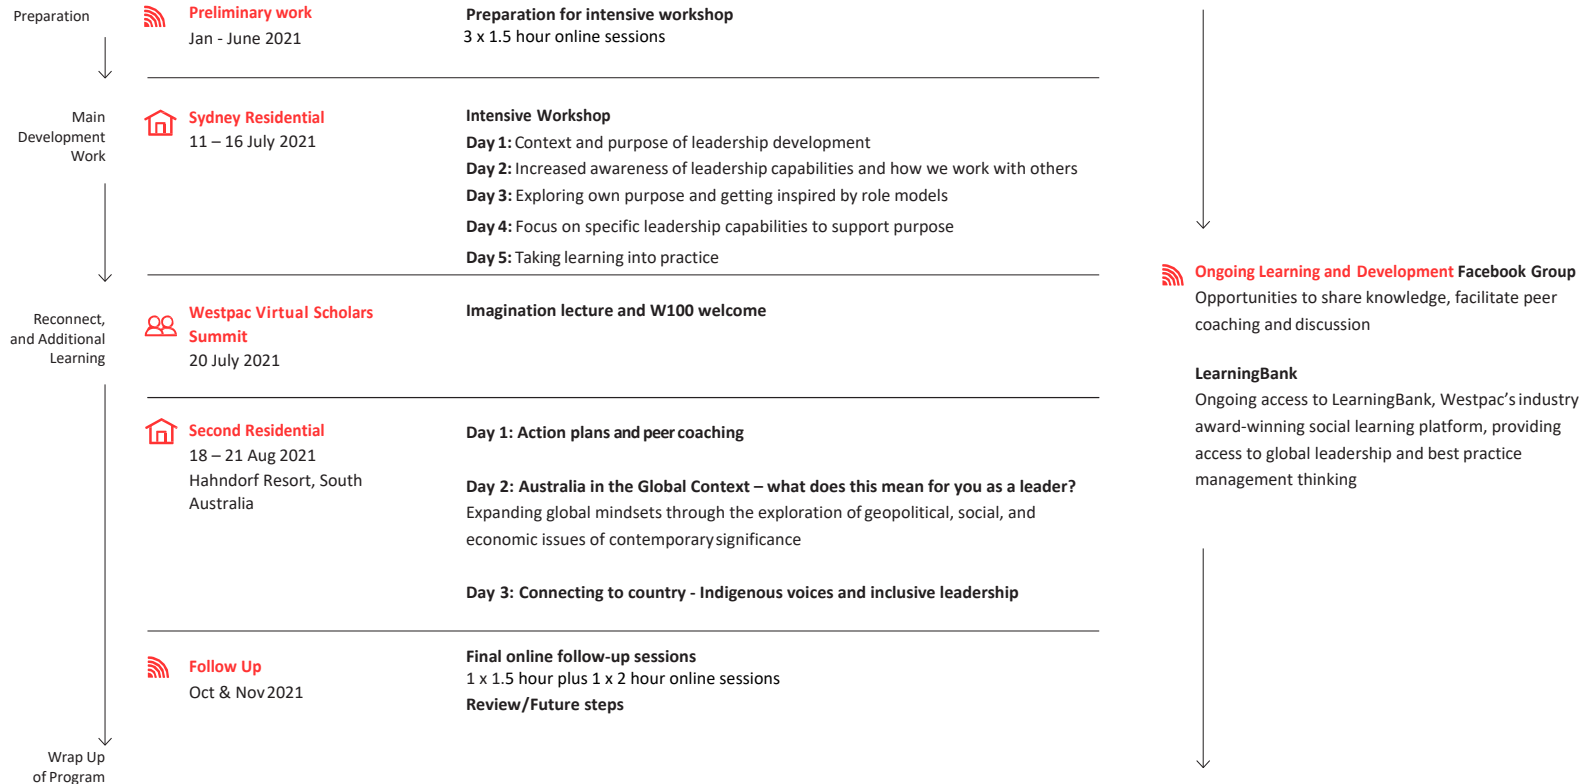 Preparation
Preliminary work
Jan - June 2021
Preparation for intensive workshop
3 x 1.5 hour online sessions
Main
Development
Work
Sydney Residential
11 – 16 July 2021
Intensive Workshop
Day 1: Context and purpose of leadership development
Day 2: Increased awareness of leadership capabilities and how we work with others
Day 3: Exploring own purpose and getting inspired by role models
Day 4: Focus on specific leadership capabilities to support purpose
Day 5: Taking learning into practice
Reconnect,
and Additional
Learning
Westpac Virtual Scholars
Summit
20 July 2021
Imagination lecture and W100 welcome
Second Residential
18 – 21 Aug 2021
Hahndorf Resort, South
Australia
Day 1: Action plans and peer coaching
Day 2: Australia in the Global Context – what does this mean for you as a leader?
Expanding global mindsets through the exploration of geopolitical, social, and
economic issues of contemporary significance
Day 3: Connecting to country - Indigenous voices and inclusive leadership
Follow Up
Oct & Nov 2021
Final online follow-up sessions
1 x 1.5 hour plus 1 x 2 hour online sessions
Review/Future steps
Wrap Up
of Program
Ongoing Learning and Development Facebook Group
Opportunities to share knowledge, facilitate peer
coaching and discussion
LearningBank
Ongoing access to LearningBank, Westpac's industry
award-winning social learning platform, providing
access to global leadership and best practice
management thinking